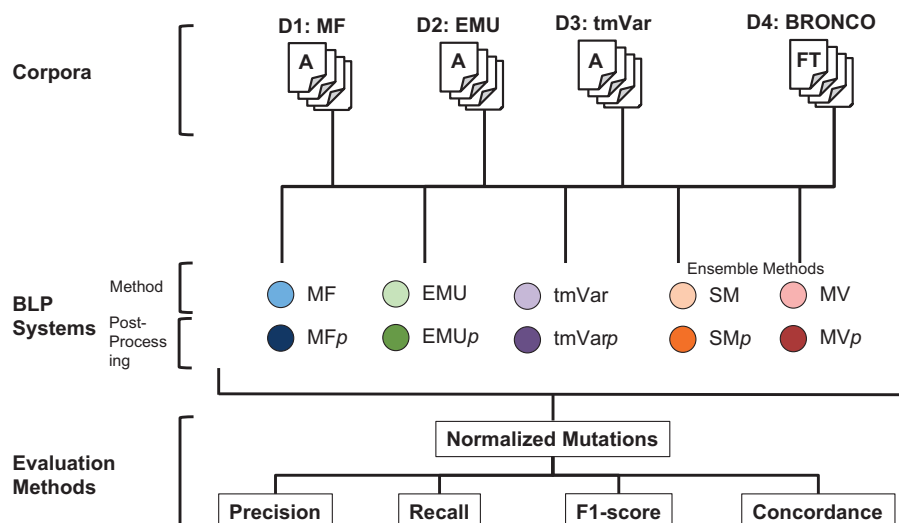 D1: MF D2: EMU D3: tmVar D4: BRONCO
Corpora
A A A FT
Ensemble Methods
Method
MF EMU tmVar SM MV
BLP
Systems
Post-
Process
ing
MFp EMUp tmVarp SMp MVp
Normalized Mutations
Evaluation
Methods
Precision Recall F1-score Concordance